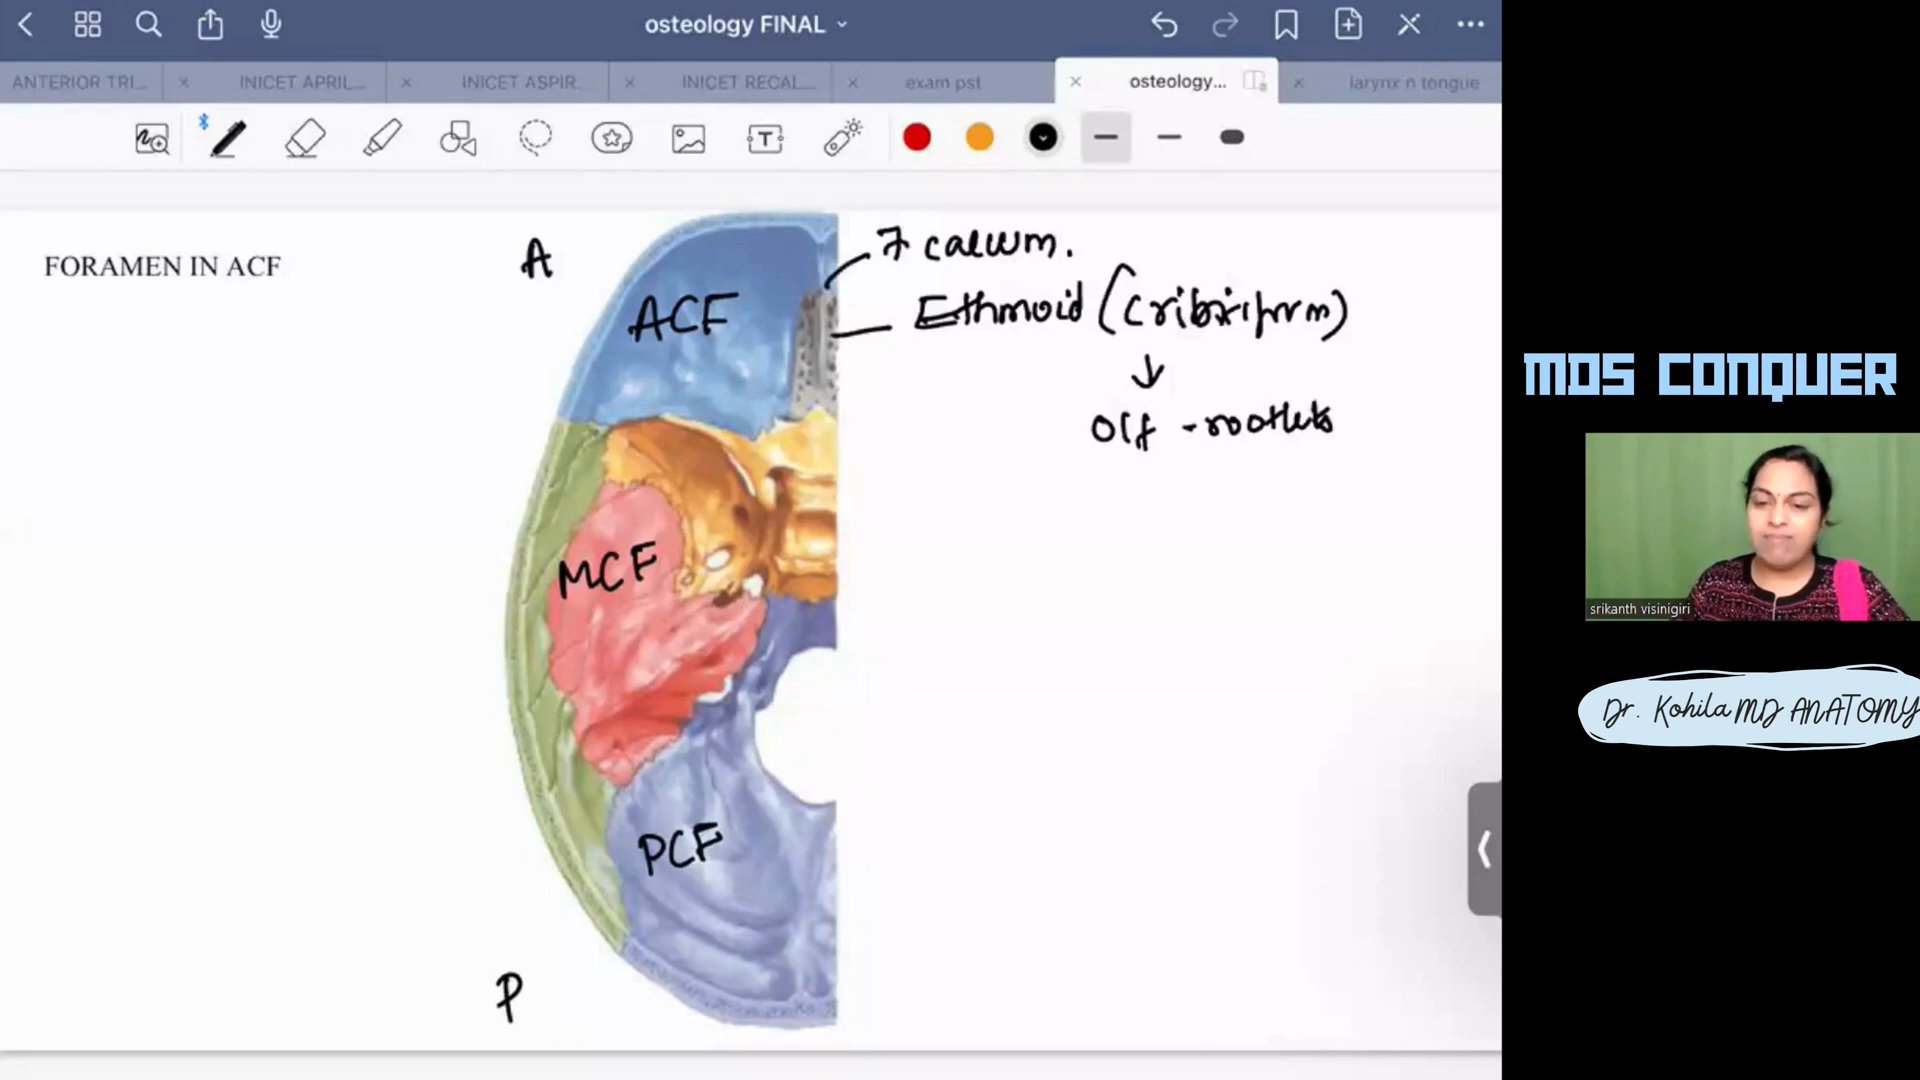 osteology FINAL
ANTERIOR TRI... × INICET APRIL... × INICET ASPIR... × INICET RECAL... × exam pst × osteology... × larynx n tongue
T
FORAMEN IN ACF
A
F caecum.
ACF
Ethmoid (Cribriform)
↓
Olf - rootlets
MCF
PCF
P
MDS CONQUER
srikanth visinigiri
Dr. Kohila MD ANATOMY